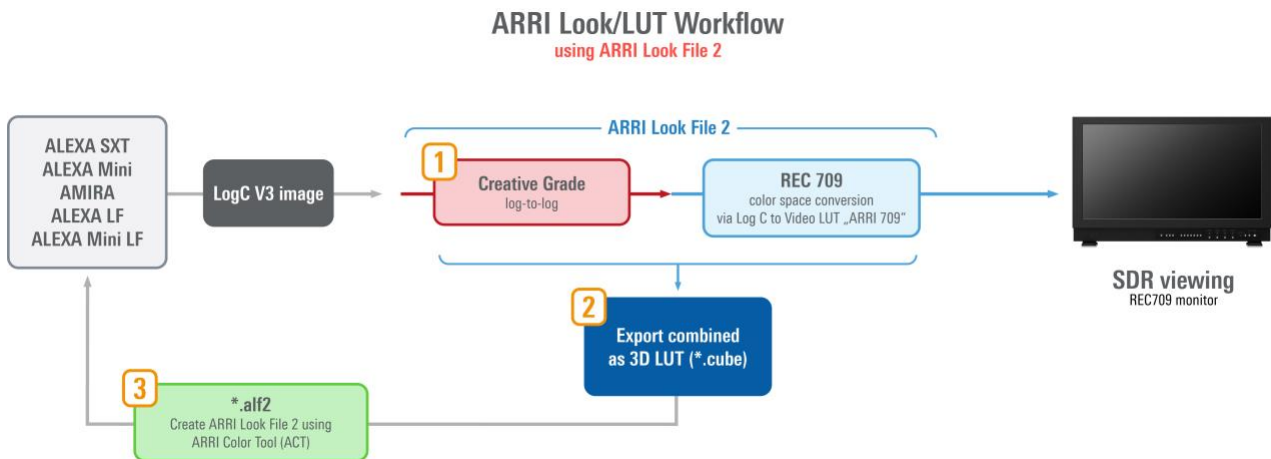 ARRI Look/LUT Workflow
using ARRI Look File 2
ALEXA SXT
ALEXA Mini
AMIRA
ALEXA LF
ALEXA Mini LF
LogC V3 image
ARRI Look File 2
1
Creative Grade
log-to-log
REC 709
color space conversion
via Log C to Video LUT „ARRI 709”
SDR viewing
REC709 monitor
2
Export combined
as 3D LUT (*.cube)
3
*.alf2
Create ARRI Look File 2 using
ARRI Color Tool (ACT)